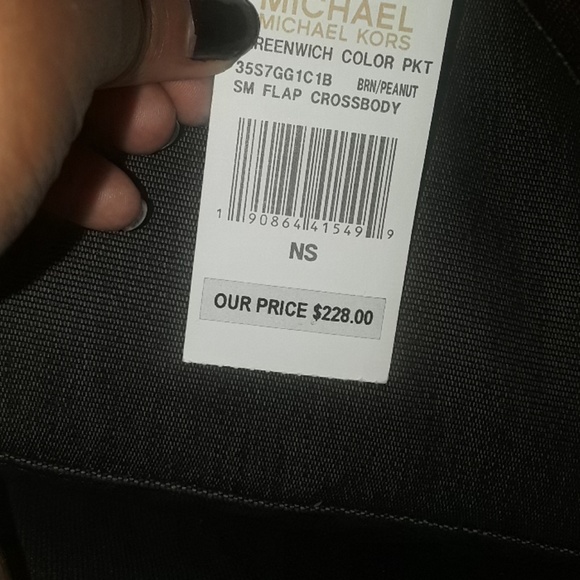 MICHAEL
MICHAEL KORS
REENWICH COLOR PKT
35S7GG1C1B BRN/PEANUT
SM FLAP CROSSBODY
1 90864 41549 9
NS
OUR PRICE $228.00